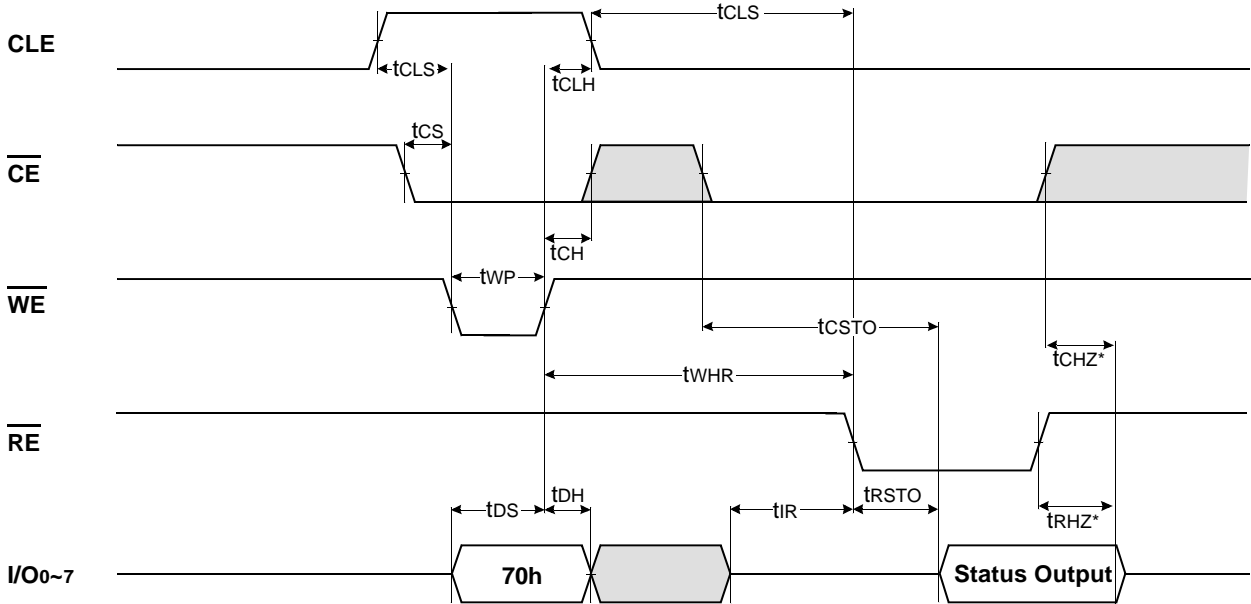 tCLS
CLE
tCLS
tCLH
tCS
CE
tCH
tWP
WE
tCSTO
tCHZ*
tWHR
RE
tDH
tRSTO
tDS
tIR
tRHZ*
I/O0~7
70h
Status Output